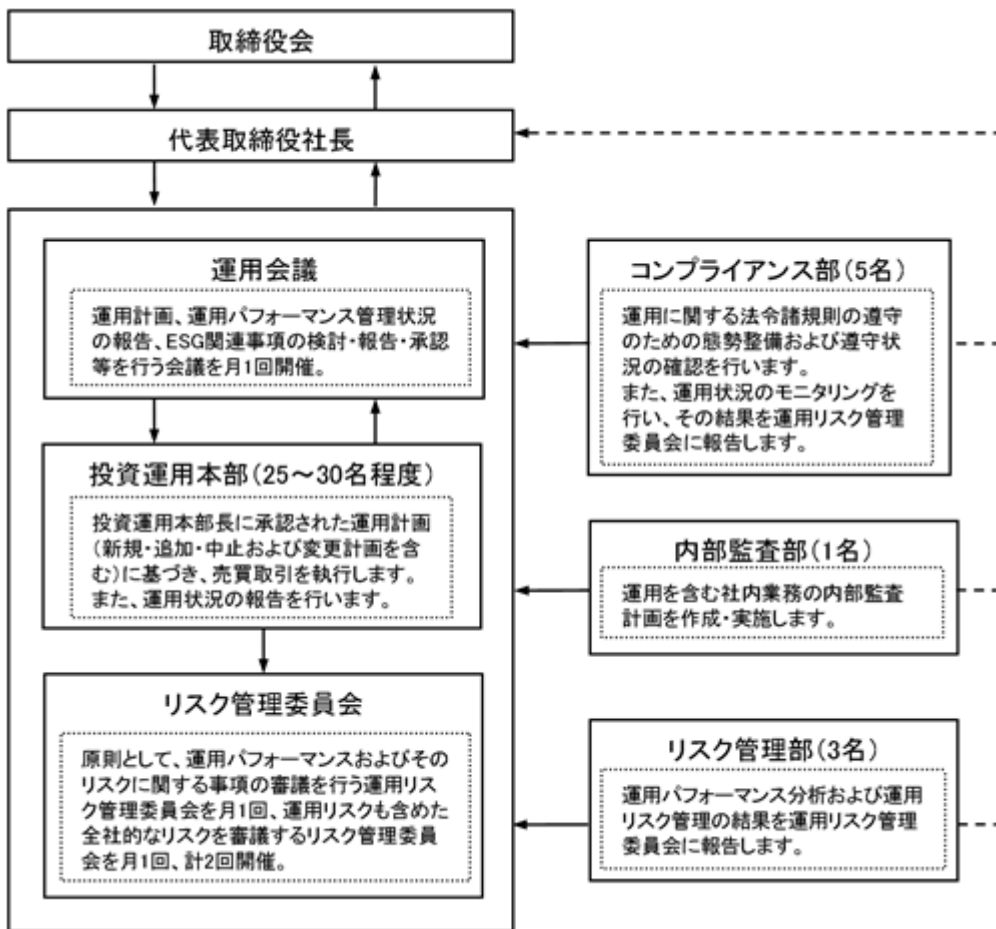 取締役会
代表取締役社長
運用会議
運用計画、運用パフォーマンス管理状況
の報告、ESG関連事項の検討・報告・承認
等を行う会議を月1回開催。
投資運用本部(25～30名程度)
投資運用本部長に承認された運用計画
(新規・追加・中止および変更計画を含
む)に基づき、売買取引を執行します。
また、運用状況の報告を行います。
リスク管理委員会
原則として、運用パフォーマンスおよびその
リスクに関する事項の審議を行う運用リス
ク管理委員会を月1回、運用リスクも含めた
全社的なリスクを審議するリスク管理委員
会を月1回、計2回開催。
コンプライアンス部(5名)
運用に関する法令諸規則の遵守
のための態勢整備および遵守状
況の確認を行います。
また、運用状況のモニタリングを
行い、その結果を運用リスク管理
委員会に報告します。
内部監査部(1名)
運用を含む社内業務の内部監査
計画を作成・実施します。
リスク管理部(3名)
運用パフォーマンス分析および運用
リスク管理の結果を運用リスク管理
委員会に報告します。